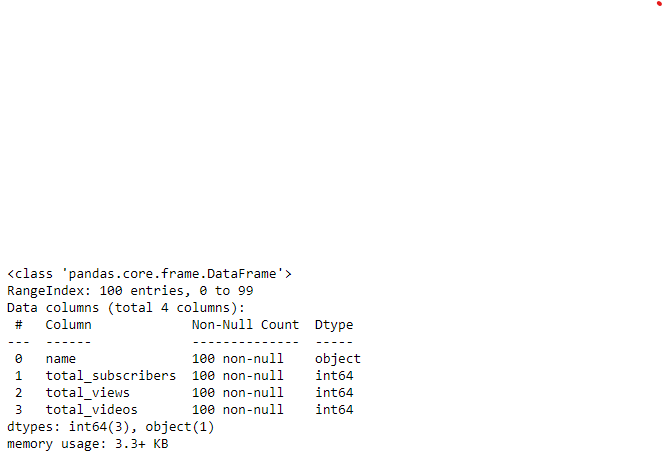 <class 'pandas.core.frame.DataFrame'>
RangeIndex: 100 entries, 0 to 99
Data columns (total 4 columns):
 #   Column             Non-Null Count  Dtype
---  ------             --------------  -----
 0   name               100 non-null    object
 1   total_subscribers  100 non-null    int64
 2   total_views        100 non-null    int64
 3   total_videos       100 non-null    int64
dtypes: int64(3), object(1)
memory usage: 3.3+ KB